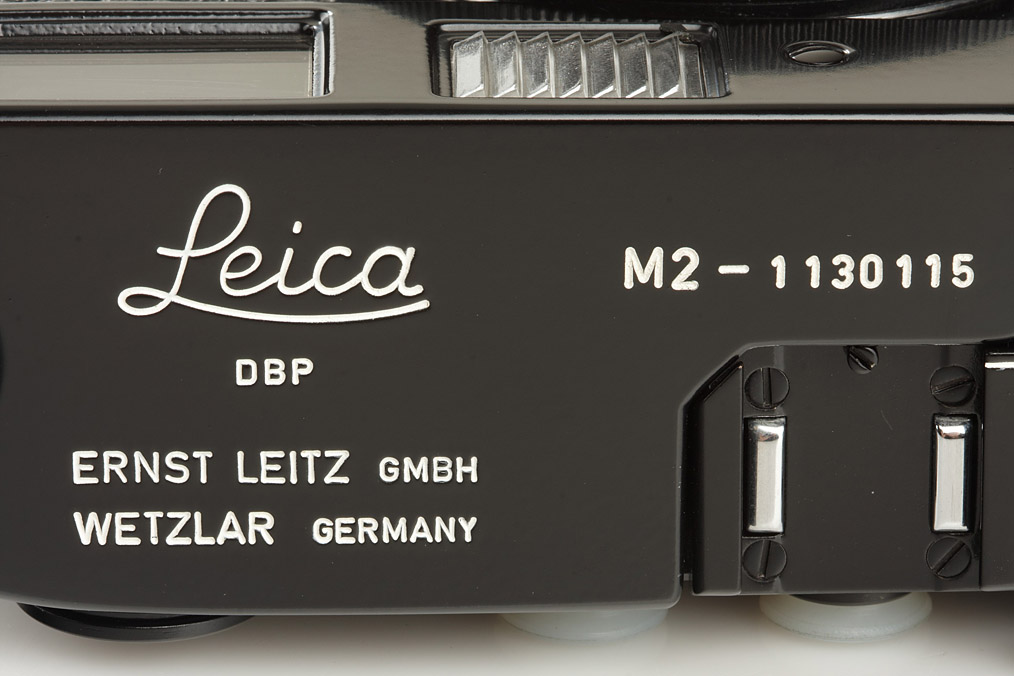 Leica
M2 - 1130115
DBP
ERNST LEITZ GMBH
WETZLAR GERMANY